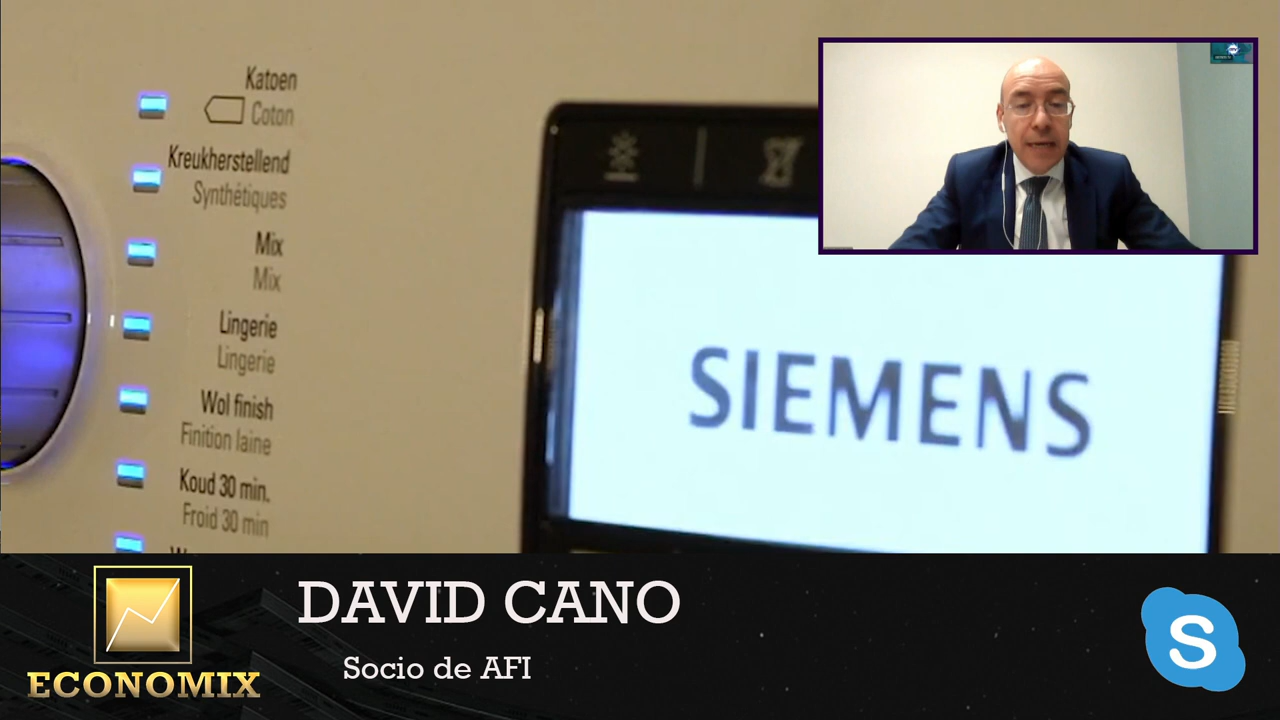 Katoen
Coton
Kreukherstellend
Synthétiques
Mix
Mix
Lingerie
Lingerie
Wol finish
Finition laine
Koud 30 min.
Froid 30 min
SIEMENS
DAVID CANO
Socio de AFI
ECONOMIX
S